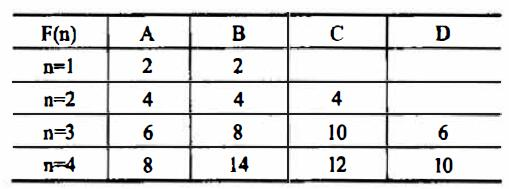 F(n) A B C D
n=1 2 2
n=2 4 4 4
n=3 6 8 10 6
n=4 8 14 12 10